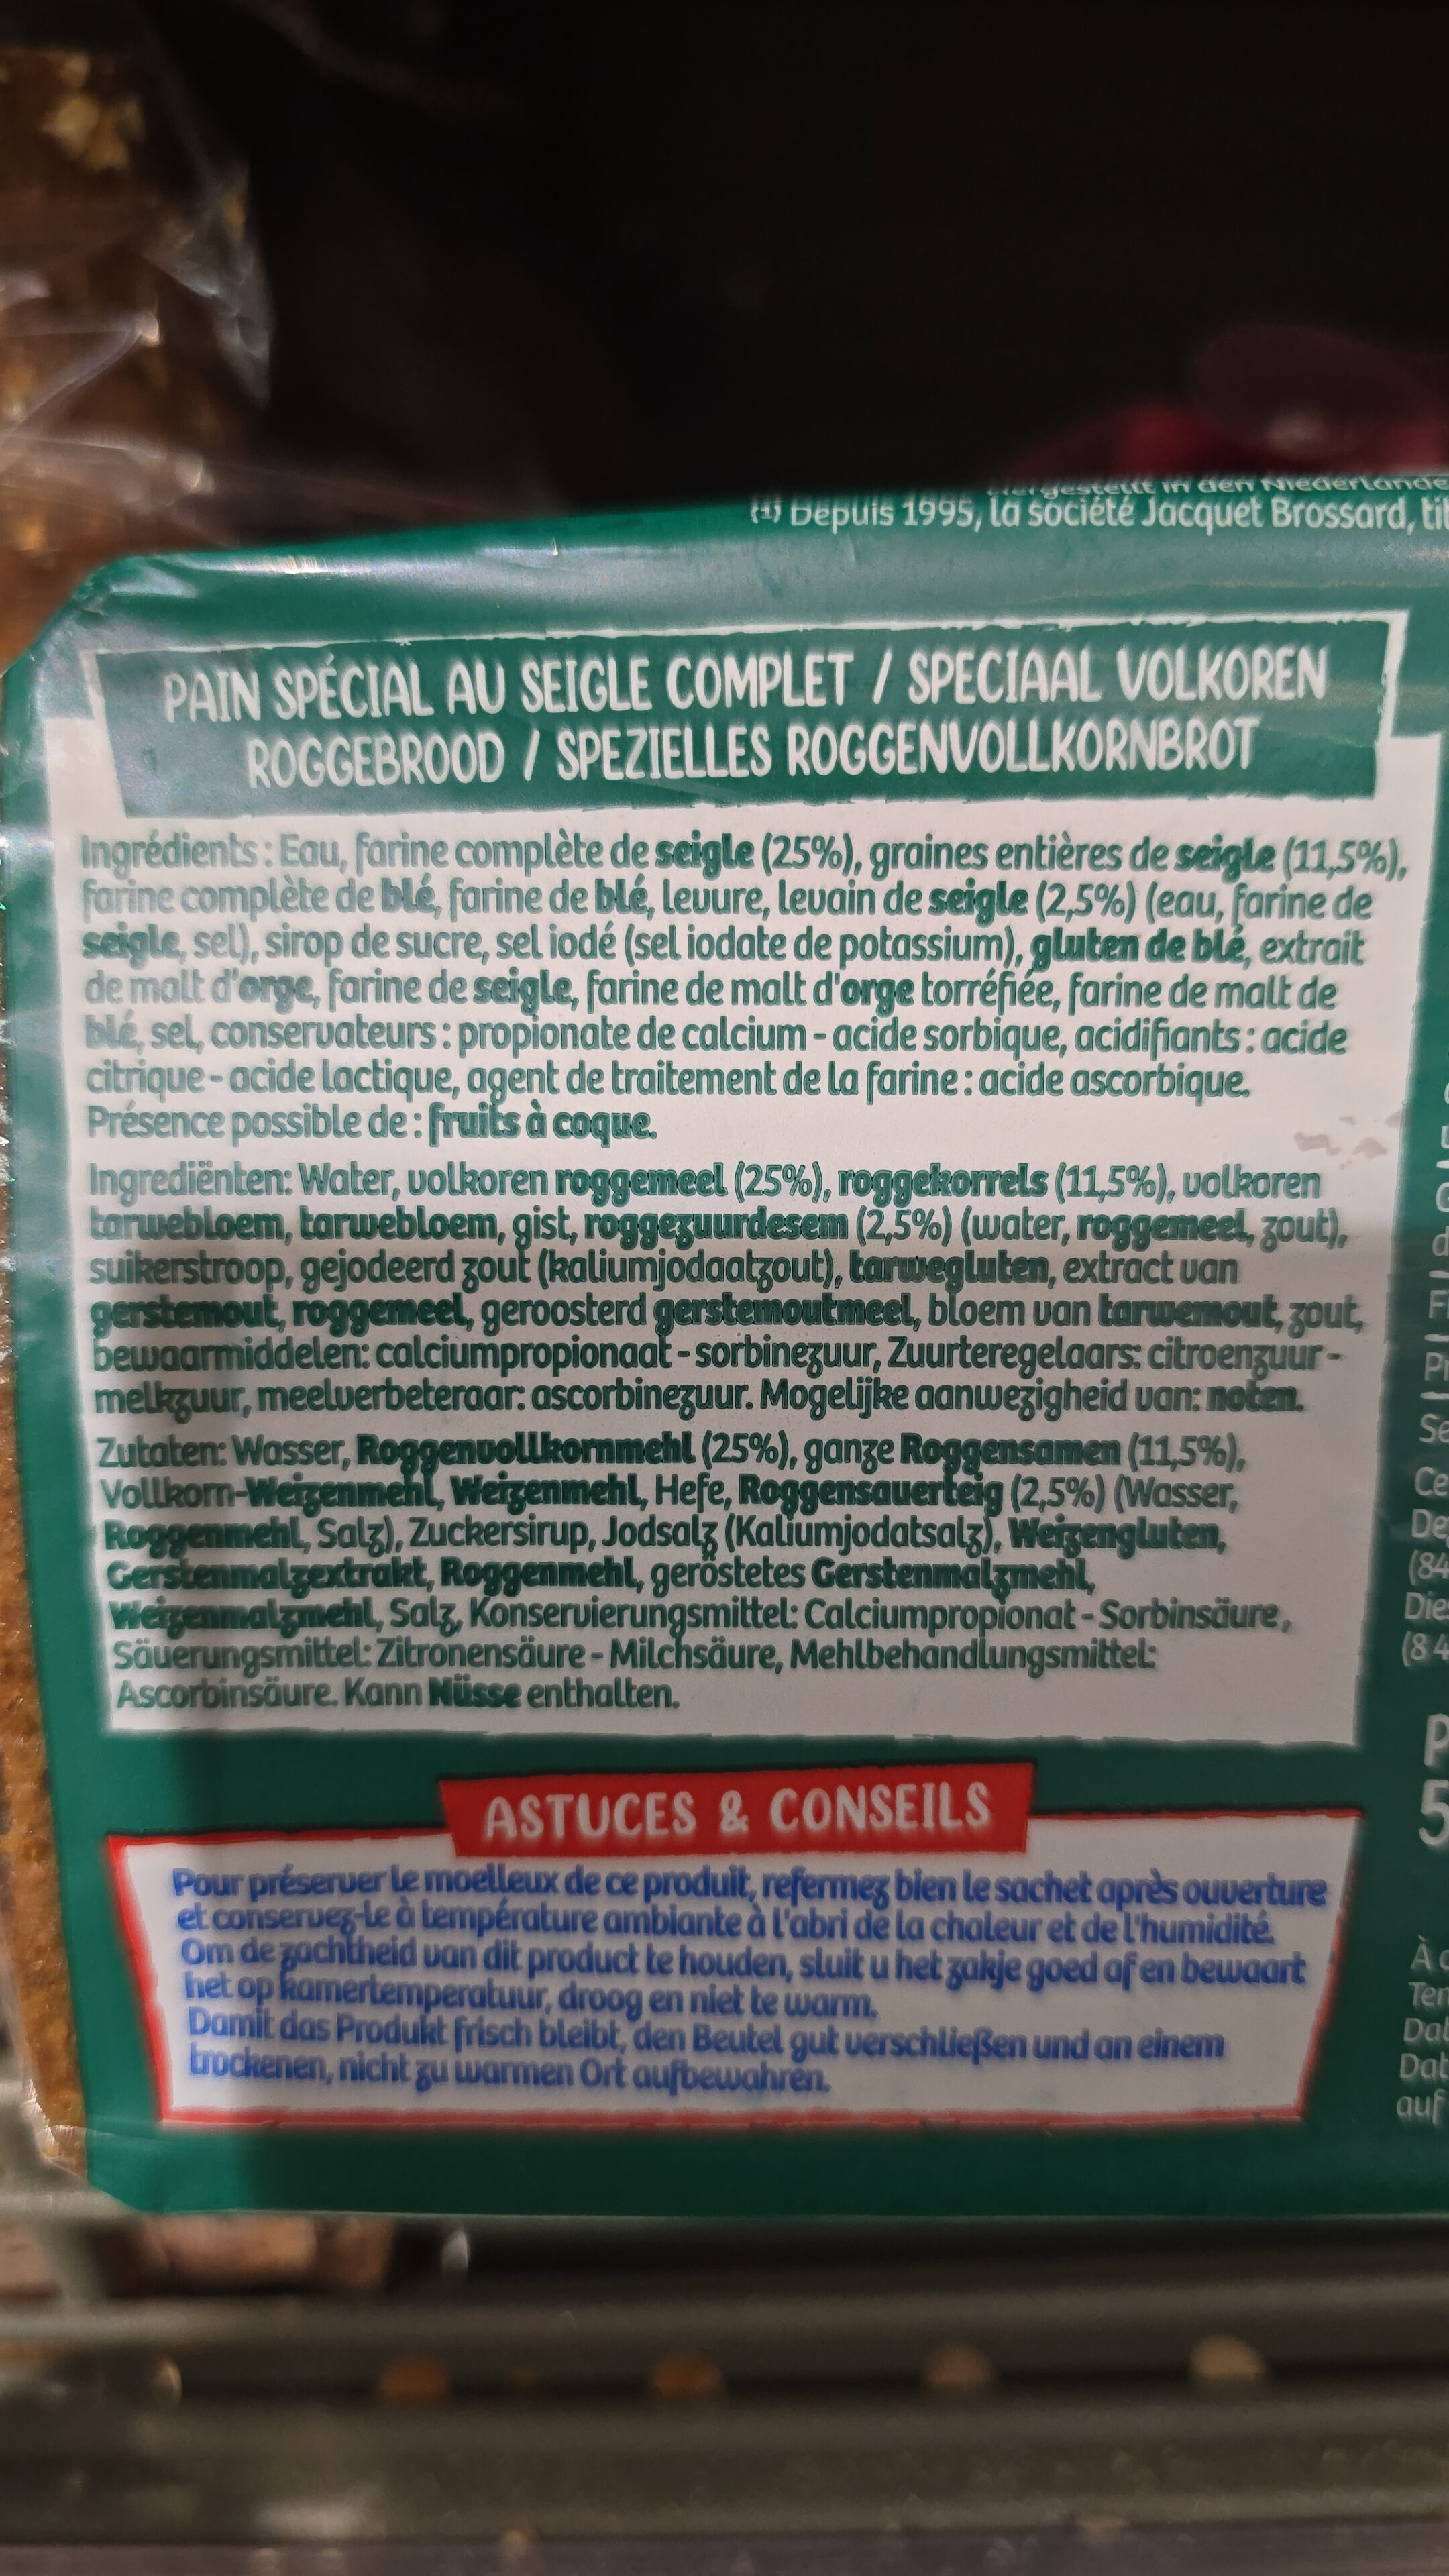 Hergestellt in den Niederlande
(1) Depuis 1995, la société Jacquet Brossard, tit
PAIN SPÉCIAL AU SEIGLE COMPLET / SPECIAAL VOLKOREN
ROGGEBROOD / SPEZIELLES ROGGENVOLLKORNBROT
Ingrédients : Eau, farine complète de seigle (25%), graines entières de seigle (11,5%),
farine complète de blé, farine de blé, levure, levain de seigle (2,5%) (eau, farine de
seigle, sel), sirop de sucre, sel iodé (sel iodate de potassium), gluten de blé, extrait
de malt d'orge, farine de seigle, farine de malt d'orge torréfiée, farine de malt de
blé, sel, conservateurs : propionate de calcium - acide sorbique, acidifiants : acide
citrique - acide lactique, agent de traitement de la farine : acide ascorbique.
Présence possible de : fruits à coque.
Ingrediënten: Water, volkoren roggemeel (25%), roggekorrels (11,5%), volkoren
tarwebloem, tarwebloem, gist, roggezuurdesem (2,5%) (water, roggemeel, zout),
suikerstroop, gejodeerd zout (kaliumjodaatzout), tarwegluten, extract van
gerstemout, roggemeel, geroosterd gerstemoutmeel, bloem van tarwemout, zout,
bewaarmiddelen: calciumpropionaat - sorbinezuur, Zuurteregelaars: citroenzuur -
melkzuur, meelverbeteraar: ascorbinezuur. Mogelijke aanwezigheid van: noten.
Zutaten: Wasser, Roggenvollkornmehl (25%), ganze Roggensamen (11,5%),
Vollkorn-Weizenmehl, Weizenmehl, Hefe, Roggensauerteig (2,5%) (Wasser,
Roggenmehl, Salz), Zuckersirup, Jodsalz (Kaliumjodatsalz), Weizengluten,
Gerstenmalzextrakt, Roggenmehl, geröstetes Gerstenmalzmehl,
Weizenmalzmehl, Salz, Konservierungsmittel: Calciumpropionat - Sorbinsäure,
Säuerungsmittel: Zitronensäure - Milchsäure, Mehlbehandlungsmittel:
Ascorbinsäure. Kann Nüsse enthalten.
ASTUCES & CONSEILS
Pour préserver le moelleux de ce produit, refermez bien le sachet après ouverture
et conservez-le à température ambiante à l'abri de la chaleur et de l'humidité.
Om de zachtheid van dit product te houden, sluit u het zakje goed af en bewaart
het op kamertemperatuur, droog en niet te warm.
Damit das Produkt frisch bleibt, den Beutel gut verschließen und an einem
trockenen, nicht zu warmen Ort aufbewahren.